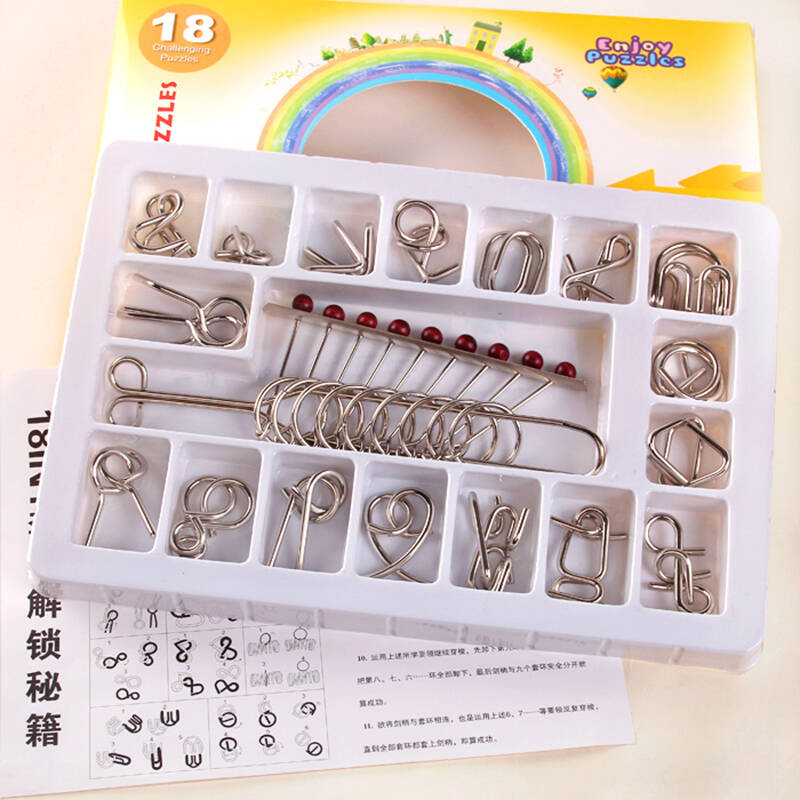 18
Challenging
Puzzles
Enjoy
Puzzles
ZZLES
18IN
解锁秘籍
10. 运用上述所学要领继续穿梭，先卸下第
把第八、七、六……环全部卸下，最后剑柄与九个套环完全分开就
算成功。
11. 欲将剑柄与套环相连，也是运用上述6、7……等要领反复穿梭，
直到全部套环都套上剑柄，即算成功。